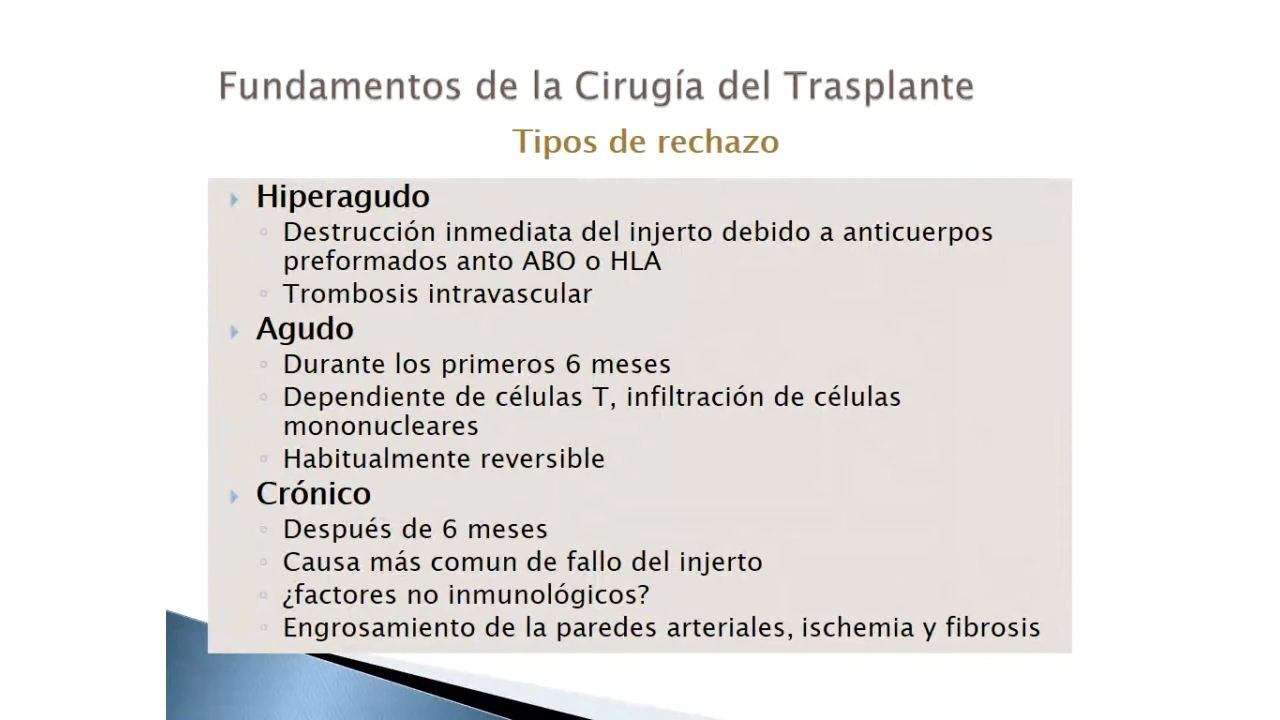 Fundamentos de la Cirugía del Trasplante
Tipos de rechazo
Hiperagudo
Destrucción inmediata del injerto debido a anticuerpos
preformados anto ABO o HLA
Trombosis intravascular
Agudo
Durante los primeros 6 meses
Dependiente de células T, infiltración de células
mononucleares
Habitualmente reversible
Crónico
Después de 6 meses
Causa más comun de fallo del injerto
¿factores no inmunológicos?
Engrosamiento de la paredes arteriales, ischemia y fibrosis